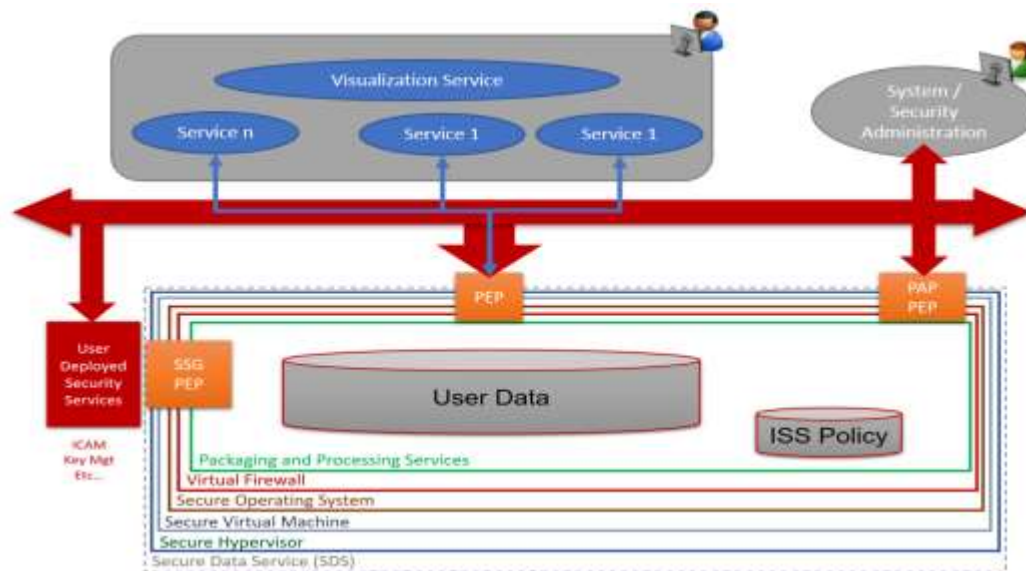 Visualization Service
Service n
Service 1
Service 1
System /
Security
Administration
PEP
PAP
PEP
User
Deployed
Security
Services
SSG
PEP
User Data
ISS Policy
ICAM
Key Mgt
Etc...
Packaging and Processing Services
Virtual Firewall
Secure Operating System
Secure Virtual Machine
Secure Hypervisor
Secure Data Service (SDS)